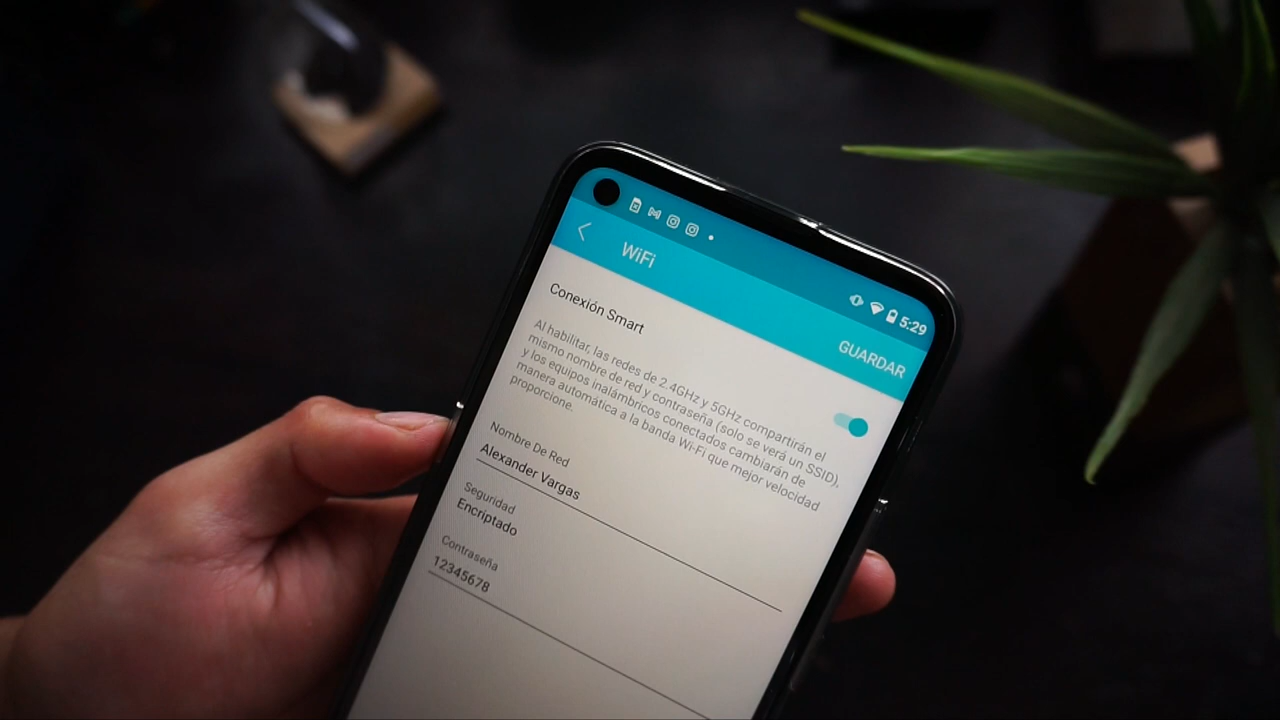 5:29
WiFi
GUARDAR
Conexión Smart
Al habilitar, las redes de 2.4GHz y 5GHz compartirán el
mismo nombre de red y contraseña (solo se verá un SSID),
y los equipos inalámbricos conectados cambiarán de
manera automática a la banda Wi-Fi que mejor velocidad
proporcione.
Nombre De Red
Alexander Vargas
Seguridad
Encriptado
Contraseña
12345678